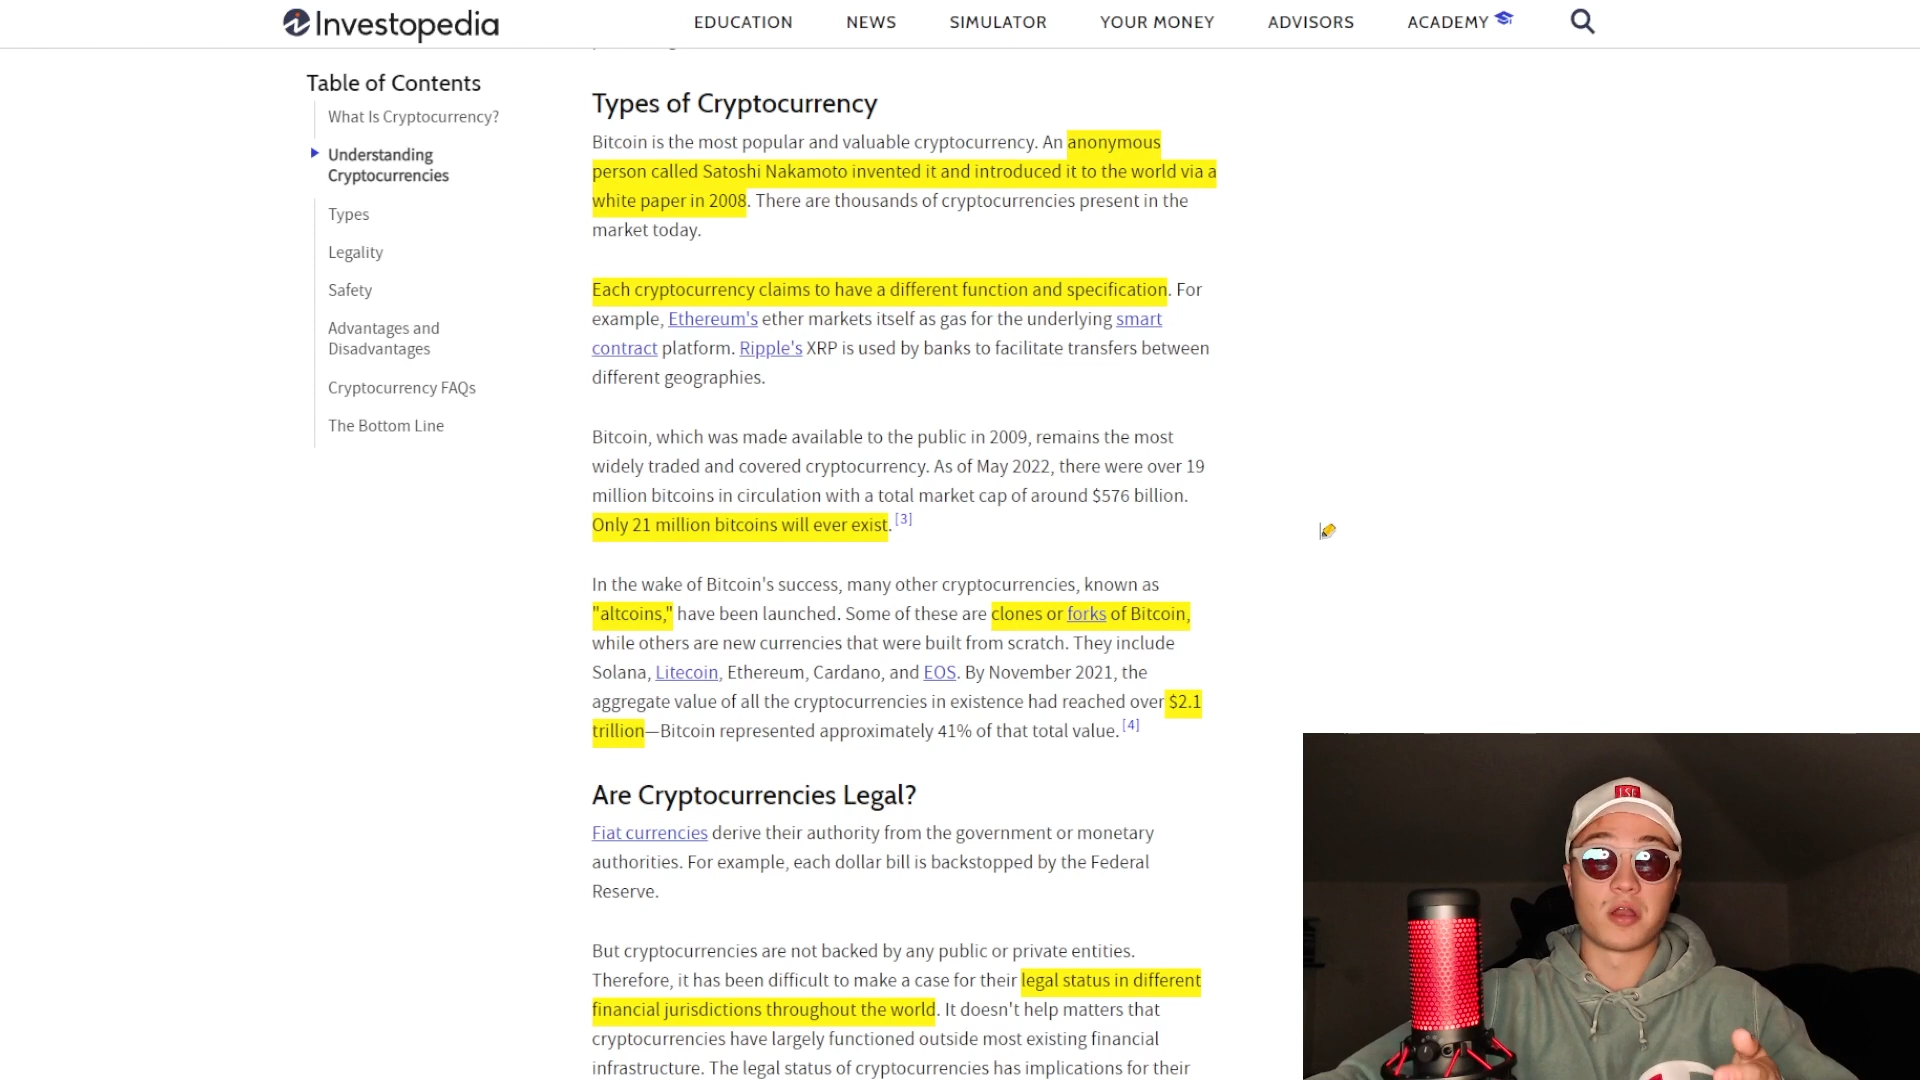 Investopedia
EDUCATION
NEWS
SIMULATOR
YOUR MONEY
ADVISORS
ACADEMY
Table of Contents
What Is Cryptocurrency?
Understanding
Cryptocurrencies
Types
Legality
Safety
Advantages and
Disadvantages
Cryptocurrency FAQs
The Bottom Line
Types of Cryptocurrency
Bitcoin is the most popular and valuable cryptocurrency. An anonymous
person called Satoshi Nakamoto invented it and introduced it to the world via a
white paper in 2008. There are thousands of cryptocurrencies present in the
market today.
Each cryptocurrency claims to have a different function and specification. For
example, Ethereum's ether markets itself as gas for the underlying smart
contract platform. Ripple's XRP is used by banks to facilitate transfers between
different geographies.
Bitcoin, which was made available to the public in 2009, remains the most
widely traded and covered cryptocurrency. As of May 2022, there were over 19
million bitcoins in circulation with a total market cap of around $576 billion.
Only 21 million bitcoins will ever exist. [3]
In the wake of Bitcoin's success, many other cryptocurrencies, known as
"altcoins," have been launched. Some of these are clones or forks of Bitcoin,
while others are new currencies that were built from scratch. They include
Solana, Litecoin, Ethereum, Cardano, and EOS. By November 2021, the
aggregate value of all the cryptocurrencies in existence had reached over $2.1
trillion—Bitcoin represented approximately 41% of that total value. [4]
Are Cryptocurrencies Legal?
Fiat currencies derive their authority from the government or monetary
authorities. For example, each dollar bill is backstopped by the Federal
Reserve.
But cryptocurrencies are not backed by any public or private entities.
Therefore, it has been difficult to make a case for their legal status in different
financial jurisdictions throughout the world. It doesn't help matters that
cryptocurrencies have largely functioned outside most existing financial
infrastructure. The legal status of cryptocurrencies has implications for their
LSE